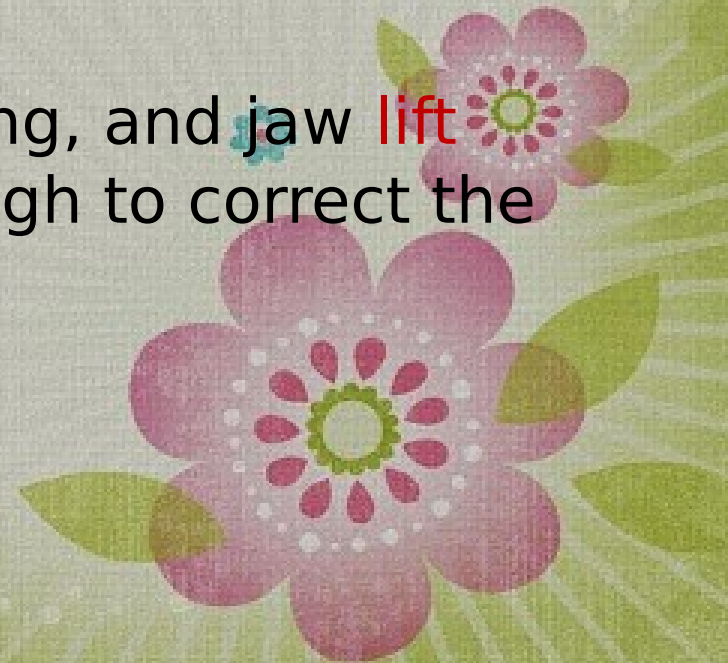 ng, and jaw lift
gh to correct the